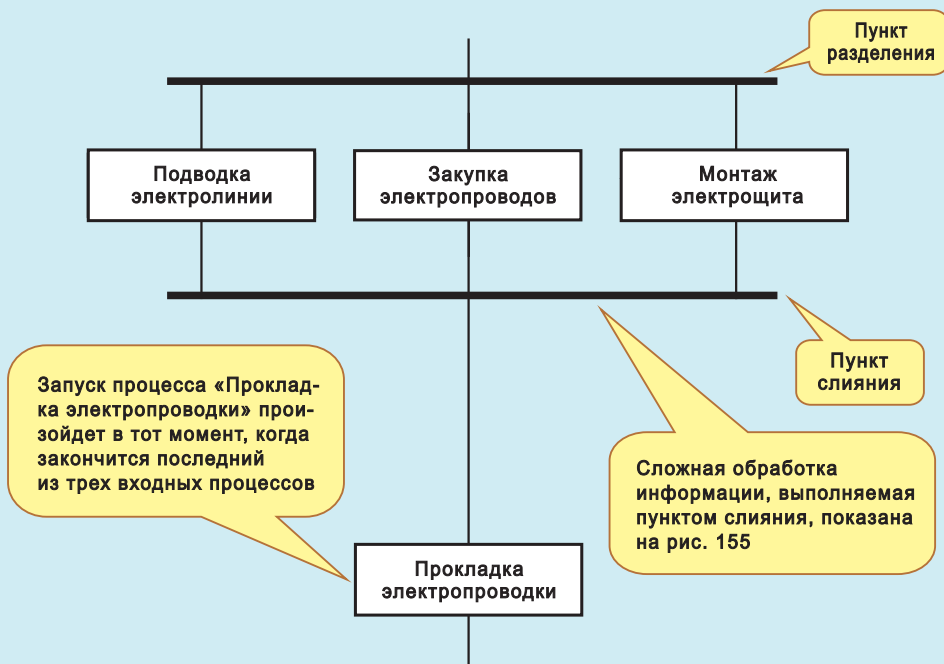 Пункт
разделения
Подводка
электролинии
Закупка
электропроводов
Монтаж
электрощита
Пункт
слияния
Запуск процесса «Проклад-
ка электропроводки» прои-
зойдет в тот момент, когда
закончится последний
из трех входных процессов
Сложная обработка
информации, выполняемая
пунктом слияния, показана
на рис. 155
Прокладка
электропроводки